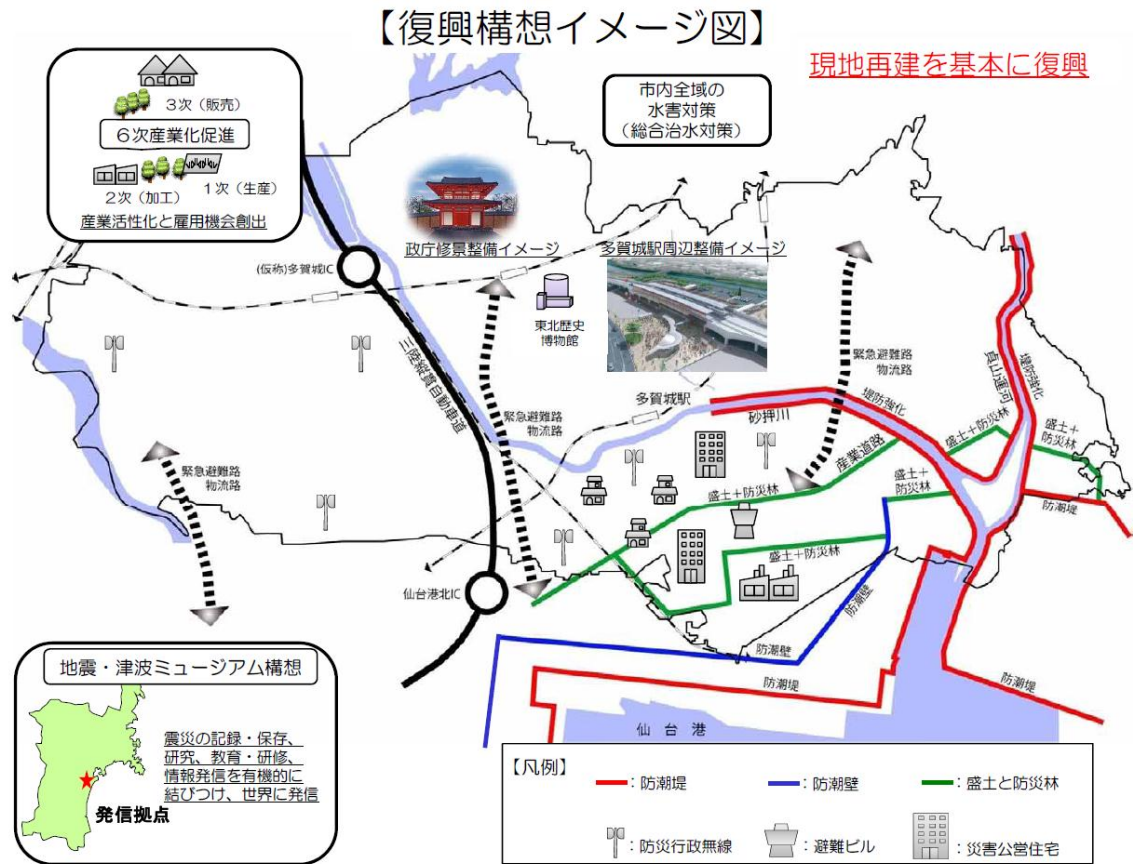 【復興構想イメージ図】
現地再建を基本に復興
3次（販売）
6次産業化促進
2次（加工）
1次（生産）
産業活性化と雇用機会創出
市内全域の
水害対策
（総合治水対策）
政庁修景整備イメージ
多賀城駅周辺整備イメージ
(仮称)多賀城IC
東北歴史
博物館
三陸縦貫自動車道
緊急避難路
物流路
緊急避難路
物流路
緊急避難路
物流路
多賀城駅
砂押川
堤防強化
貞山運河
堤防強化
産業道路
盛土＋防災林
盛土＋
防災林
盛土＋防災林
盛土＋
防災林
盛土＋防災林
防潮堤
仙台港北IC
防潮壁
防潮壁
防潮堤
防潮堤
仙台港
地震・津波ミュージアム構想
震災の記録・保存、
研究、教育・研修、
情報発信を有機的に
結びつけ、世界に発信
発信拠点
【凡例】
：防潮堤
：防潮壁
：盛土と防災林
：防災行政無線
：避難ビル
：災害公営住宅